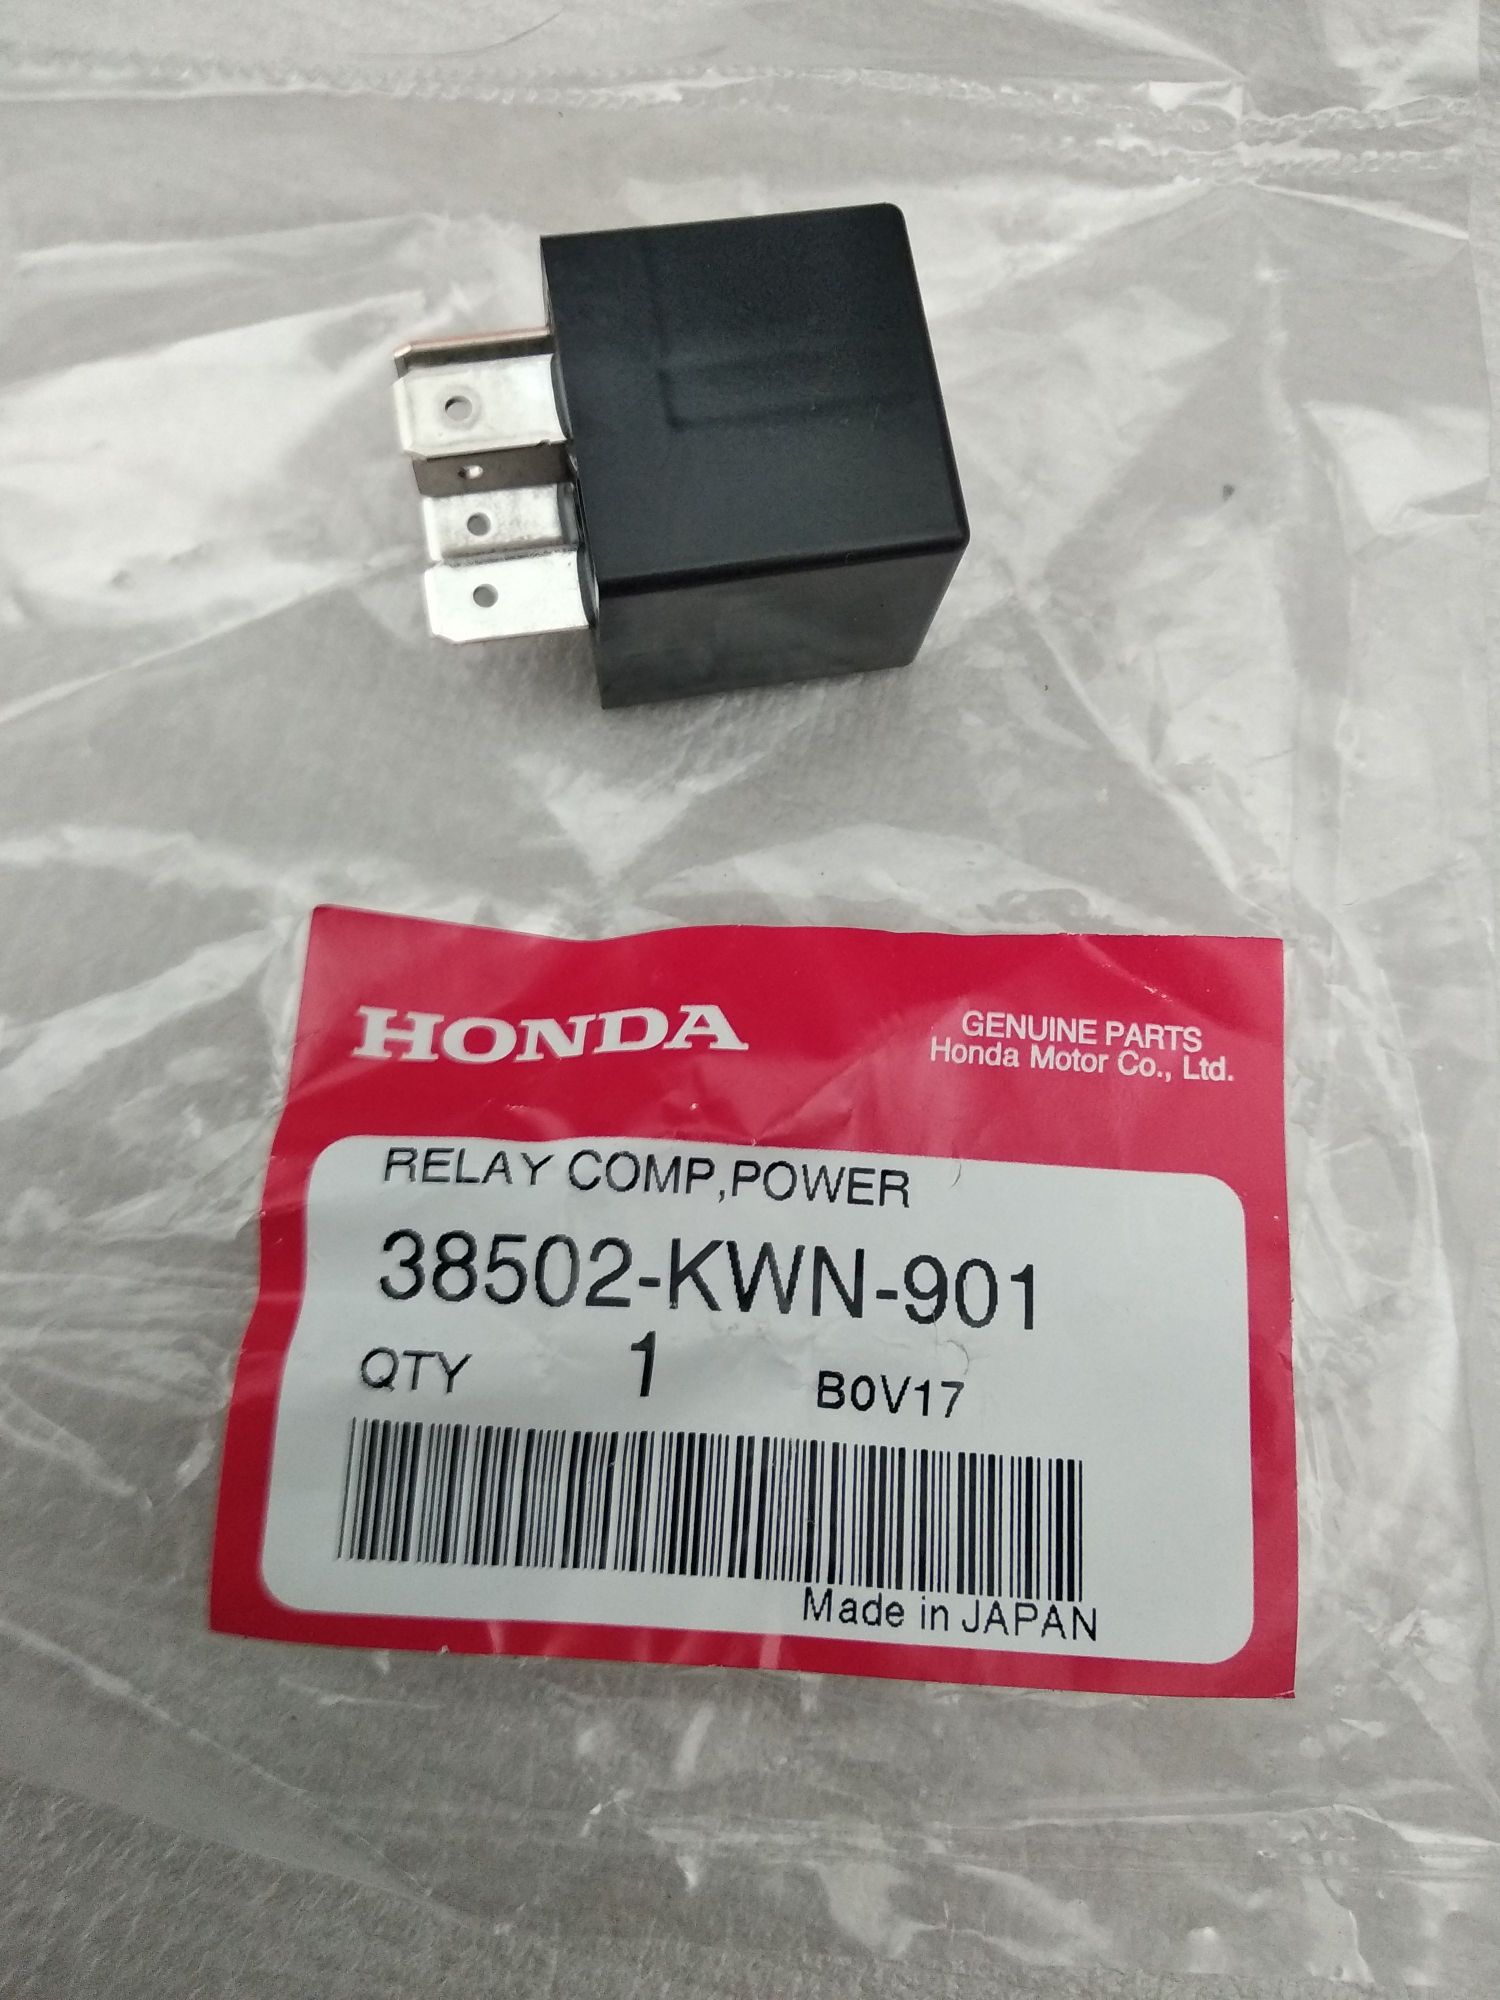 HONDA
GENUINE PARTS
Honda Motor Co., Ltd.
RELAY COMP,POWER
38502-KWN-901
QTY 1 B0V17
Made in JAPAN